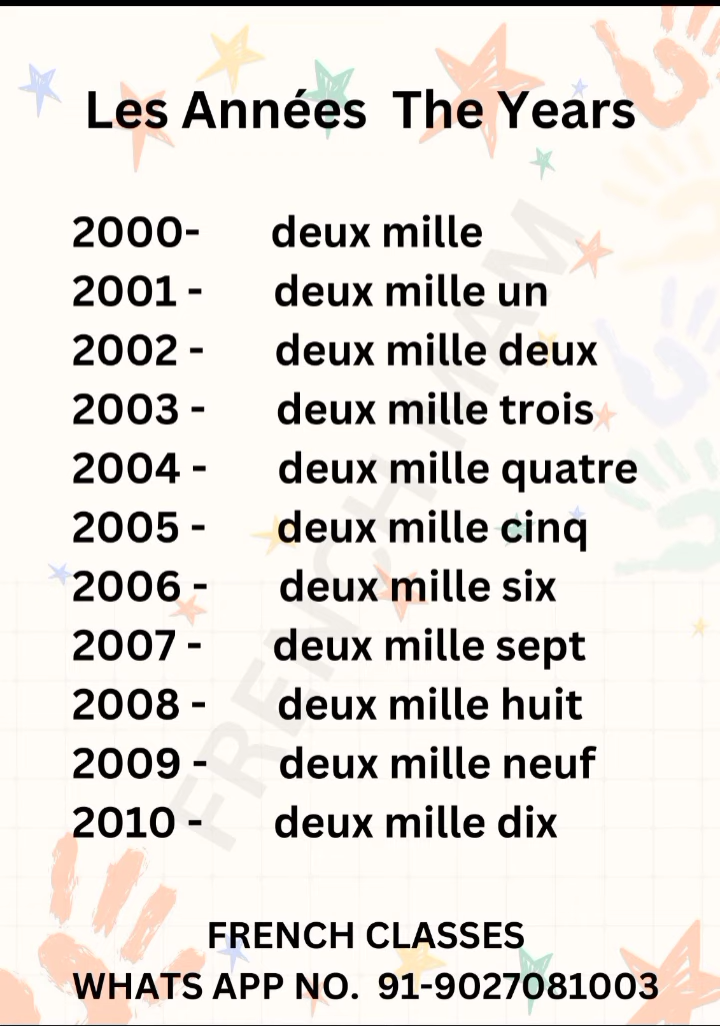 Les Années The Years
2000- deux mille
2001 - deux mille un
2002 - deux mille deux
2003 - deux mille trois
2004 - deux mille quatre
2005 - deux mille cinq
2006 - deux mille six
2007 - deux mille sept
2008 - deux mille huit
2009 - deux mille neuf
2010 - deux mille dix
FRENCH MAM
FRENCH CLASSES
WHATS APP NO. 91-9027081003